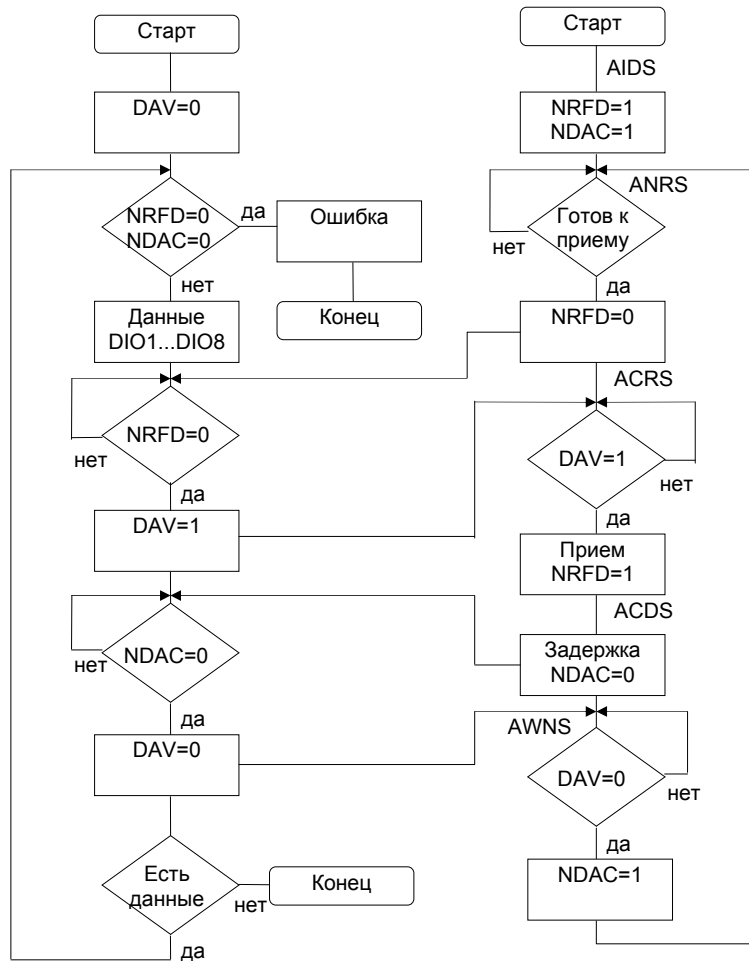 Старт
DAV=0
NRFD=0
NDAC=0
да
Ошибка
Конец
нет
Данные
DIO1...DIO8
NRFD=0
нет
да
DAV=1
NDAC=0
нет
да
DAV=0
Есть
данные
нет
Конец
да
Старт
AIDS
NRFD=1
NDAC=1
ANRS
Готов к
приему
нет
да
NRFD=0
ACRS
DAV=1
нет
да
Прием
NRFD=1
ACDS
Задержка
NDAC=0
AWNS
DAV=0
нет
да
NDAC=1